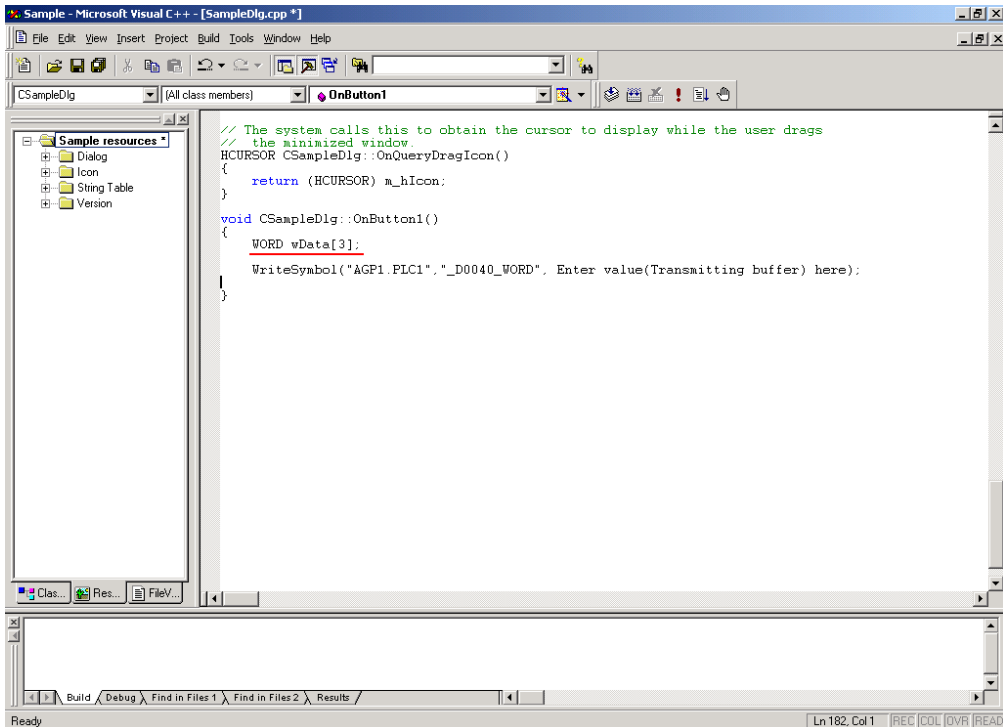 Sample - Microsoft Visual C++ - [SampleDlg.cpp *]
File Edit View Insert Project Build Tools Window Help
CSampleDlg (All class members) OnButton1
Sample resources *
Dialog
Icon
String Table
Version
// The system calls this to obtain the cursor to display while the user drags
// the minimized window.
HCURSOR CSampleDlg::OnQueryDragIcon()
{
return (HCURSOR) m_hIcon;
}
void CSampleDlg::OnButton1()
{
WORD wData[3];
WriteSymbol("AGP1.PLC1","_D0040_WORD", Enter value(Transmitting buffer) here);
}
Clas... Res... FileV...
Build Debug Find in Files 1 Find in Files 2 Results
Ready Ln 182, Col 1 REC COL OVR READ